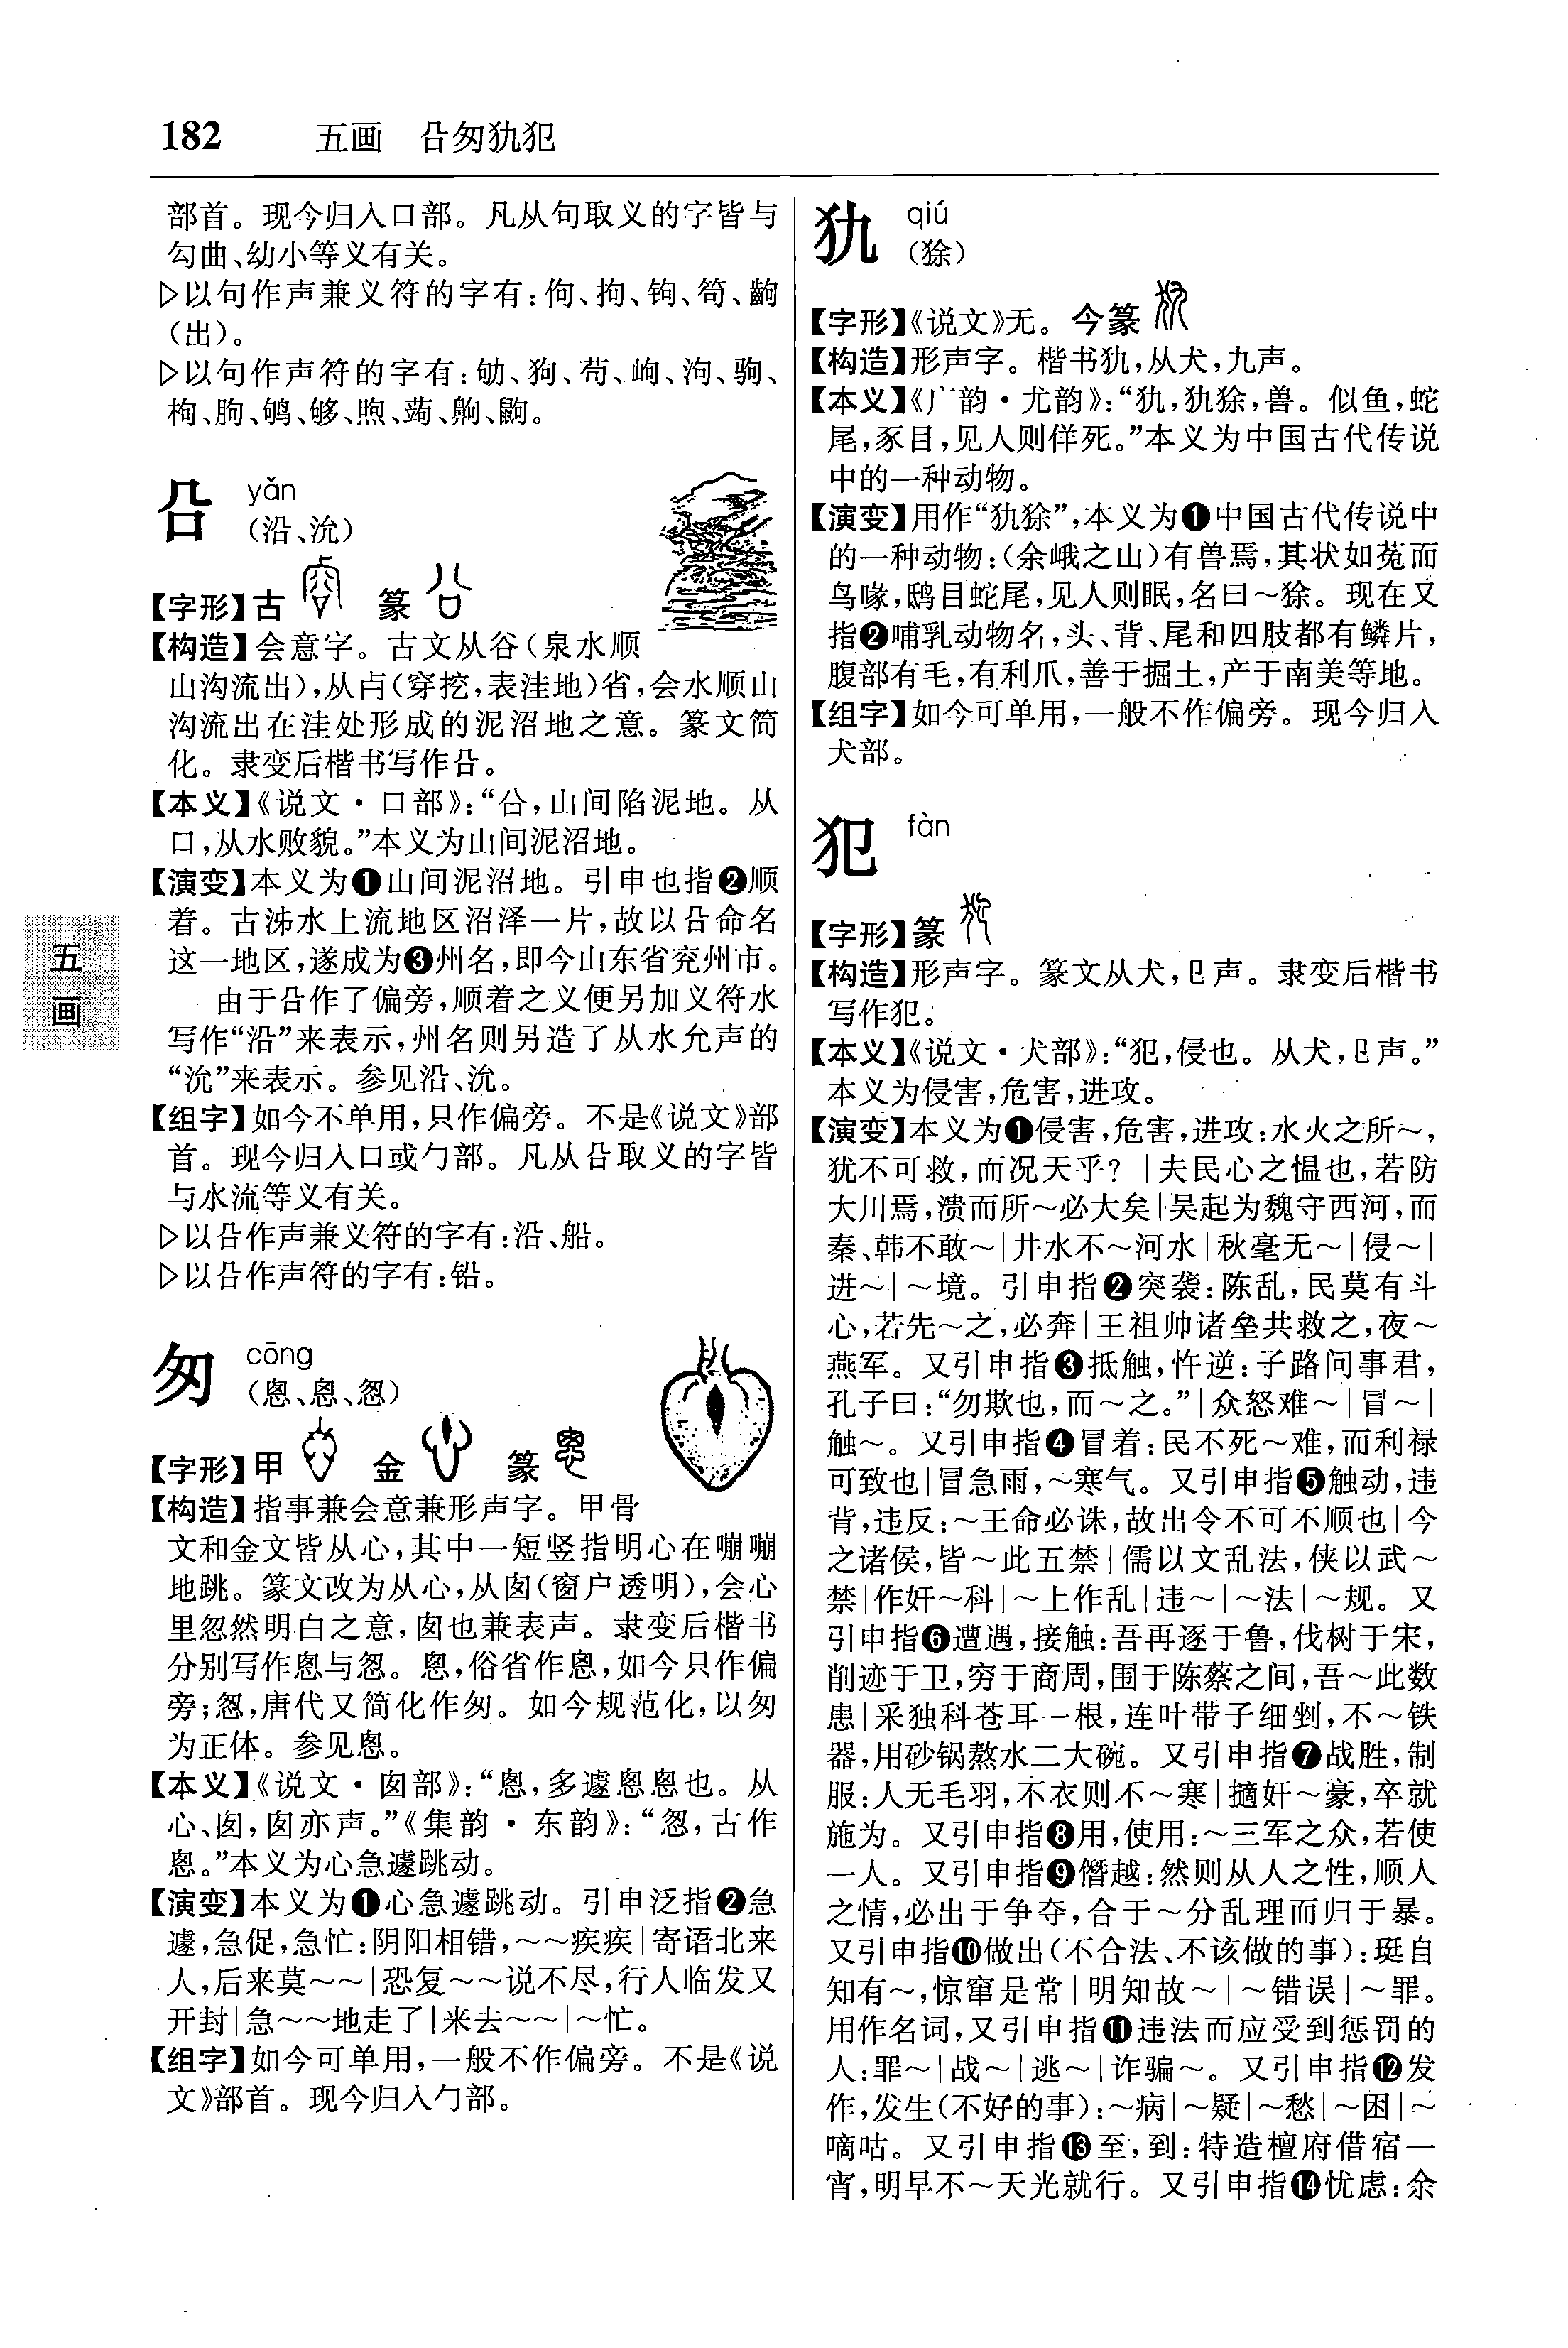 182 五画 㕣匆犰犯
部首。现今归入口部。凡从句取义的字皆与
勾曲、幼小等义有关。
▷以句作声兼义符的字有:佝、拘、钩、笱、齣
(出)。
▷以句作声符的字有:劬、狗、苟、岣、泃、驹、
枸、朐、鸲、够、煦、蒟、鼩、齁。
㕣 yǎn
(沿、沇)
【字形】古 篆
【构造】会意字。古文从谷(泉水顺
山沟流出),从𣦵(穿挖,表洼地)省,会水顺山
沟流出在洼处形成的泥沼地之意。篆文简
化。隶变后楷书写作㕣。
【本义】《说文·口部》:“㕣,山间陷泥地。从
口,从水败貌。”本义为山间泥沼地。
【演变】本义为❶山间泥沼地。引申也指❷顺
着。古㳍水上流地区沼泽一片,故以㕣命名
这一地区,遂成为❸州名,即今山东省兖州市。
由于㕣作了偏旁,顺着之义便另加义符水
写作“沿”来表示,州名则另造了从水允声的
“沇”来表示。参见沿、沇。
【组字】如今不单用,只作偏旁。不是《说文》部
首。现今归入口或勹部。凡从㕣取义的字皆
与水流等义有关。
▷以㕣作声兼义符的字有:沿、船。
▷以㕣作声符的字有:铅。
匆 cōng
(悤、恖、怱)
【字形】甲 金 篆
【构造】指事兼会意兼形声字。甲骨
文和金文皆从心,其中一短竖指明心在嘣嘣
地跳。篆文改为从心,从囱(窗户透明),会心
里忽然明白之意,囱也兼表声。隶变后楷书
分别写作悤与怱。悤,俗省作恖,如今只作偏
旁;怱,唐代又简化作匆。如今规范化,以匆
为正体。参见悤。
【本义】《说文·囱部》:“悤,多遽悤悤也。从
心、囱,囱亦声。”《集韵·东韵》:“怱,古作
悤。”本义为心急遽跳动。
【演变】本义为❶心急遽跳动。引申泛指❷急
遽,急促,急忙:阴阳相错,～～疾疾|寄语北来
人,后来莫～～|恐复～～说不尽,行人临发又
开封|急～～地走了|来去～～|～忙。
【组字】如今可单用,一般不作偏旁。不是《说
文》部首。现今归入勹部。
五
画
犰 qiú
(狳)
【字形】《说文》无。今篆
【构造】形声字。楷书犰,从犬,九声。
【本义】《广韵·尤韵》:“犰,犰狳,兽。似鱼,蛇
尾,豕目,见人则佯死。”本义为中国古代传说
中的一种动物。
【演变】用作“犰狳”,本义为❶中国古代传说中
的一种动物:(余峨之山)有兽焉,其状如菟而
鸟喙,鸱目蛇尾,见人则眠,名曰～狳。现在又
指❷哺乳动物名,头、背、尾和四肢都有鳞片,
腹部有毛,有利爪,善于掘土,产于南美等地。
【组字】如今可单用,一般不作偏旁。现今归入
犬部。
犯 fàn
【字形】篆
【构造】形声字。篆文从犬,㔾声。隶变后楷书
写作犯。
【本义】《说文·犬部》:“犯,侵也。从犬,㔾声。”
本义为侵害,危害,进攻。
【演变】本义为❶侵害,危害,进攻:水火之所～,
犹不可救,而况天乎?|夫民心之愠也,若防
大川焉,溃而所～必大矣|吴起为魏守西河,而
秦、韩不敢～|井水不～河水|秋毫无～|侵～|
进～|～境。引申指❷突袭:陈乱,民莫有斗
心,若先～之,必奔|王祖帅诸垒共救之,夜～
燕军。又引申指❸抵触,忤逆:子路问事君,
孔子曰:“勿欺也,而～之。”|众怒难～|冒～|
触～。又引申指❹冒着:民不死～难,而利禄
可致也|冒急雨,～寒气。又引申指❺触动,违
背,违反:～王命必诛,故出令不可不顺也|今
之诸侯,皆～此五禁|儒以文乱法,侠以武～
禁|作奸～科|～上作乱|违～|～法|～规。又
引申指❻遭遇,接触:吾再逐于鲁,伐树于宋,
削迹于卫,穷于商周,围于陈蔡之间,吾～此数
患|采独科苍耳一根,连叶带子细剉,不～铁
器,用砂锅熬水二大碗。又引申指❼战胜,制
服:人无毛羽,不衣则不～寒|擿奸～豪,卒就
施为。又引申指❽用,使用:～三军之众,若使
一人。又引申指❾僭越:然则从人之性,顺人
之情,必出于争夺,合于～分乱理而归于暴。
又引申指❿做出(不合法、不该做的事):珽自
知有～,惊窜是常|明知故～|～错误|～罪。
用作名词,又引申指⓫违法而应受到惩罚的
人:罪～|战～|逃～|诈骗～。又引申指⓬发
作,发生(不好的事):～病|～疑|～愁|～困|～
嘀咕。又引申指⓭至,到:特造檀府借宿一
宵,明早不～天光就行。又引申指⓮忧虑:余